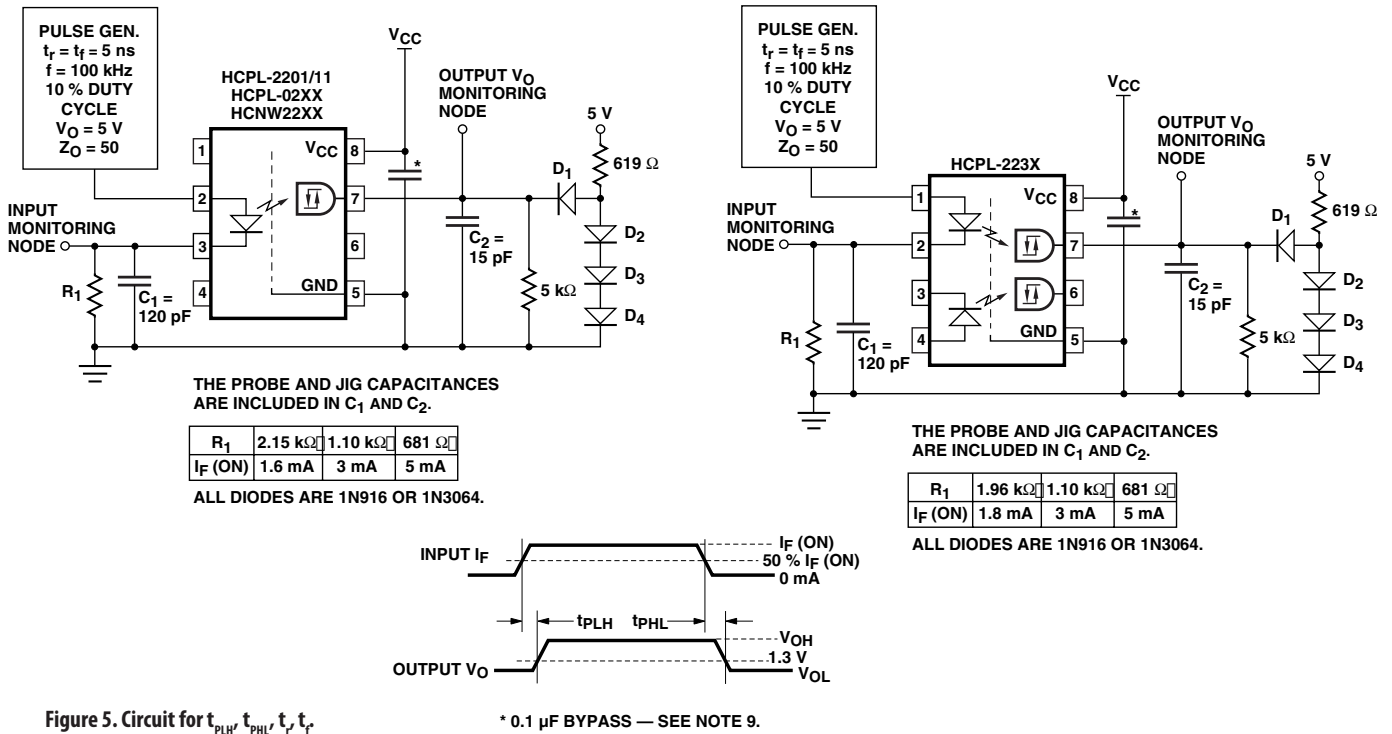 PULSE GEN.
tr = tf = 5 ns
f = 100 kHz
10 % DUTY
CYCLE
VO = 5 V
ZO = 50
HCPL-2201/11
HCPL-02XX
HCNW22XX
VCC
OUTPUT VO
MONITORING
NODE
5 V
619 Ω
D1
D2
D3
D4
1
2
3
4
VCC 8
7
6
GND 5
*
INPUT
MONITORING
NODE
R1
C1 =
120 pF
C2 =
15 pF
5 kΩ
THE PROBE AND JIG CAPACITANCES
ARE INCLUDED IN C1 AND C2.
R1 2.15 kΩ 1.10 kΩ 681 Ω
IF (ON) 1.6 mA 3 mA 5 mA
ALL DIODES ARE 1N916 OR 1N3064.
PULSE GEN.
tr = tf = 5 ns
f = 100 kHz
10 % DUTY
CYCLE
VO = 5 V
ZO = 50
HCPL-223X
VCC
OUTPUT VO
MONITORING
NODE
5 V
619 Ω
D1
D2
D3
D4
1
2
3
4
VCC 8
7
6
GND 5
*
INPUT
MONITORING
NODE
R1
C1 =
120 pF
C2 =
15 pF
5 kΩ
THE PROBE AND JIG CAPACITANCES
ARE INCLUDED IN C1 AND C2.
R1 1.96 kΩ 1.10 kΩ 681 Ω
IF (ON) 1.8 mA 3 mA 5 mA
ALL DIODES ARE 1N916 OR 1N3064.
INPUT IF
IF (ON)
50 % IF (ON)
0 mA
tPLH tPHL
OUTPUT VO
VOH
1.3 V
VOL
Figure 5. Circuit for tPLH, tPHL, tr, tf.
* 0.1 µF BYPASS — SEE NOTE 9.